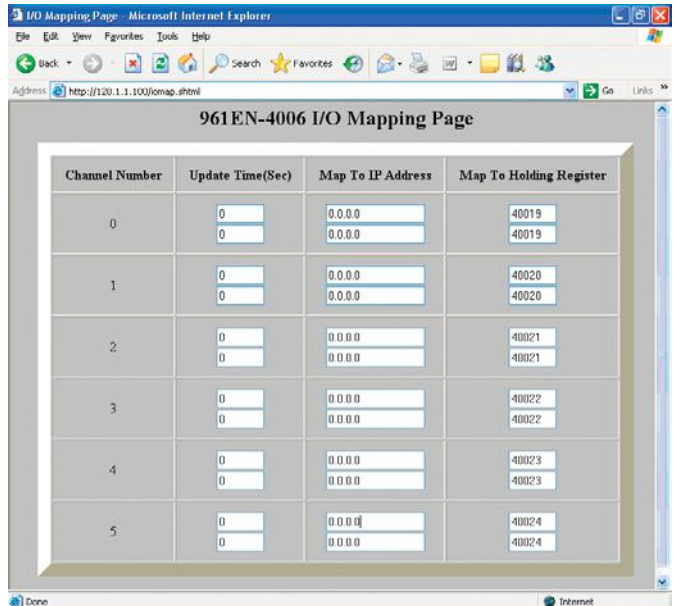 I/O Mapping Page - Microsoft Internet Explorer
File Edit View Favorites Tools Help
Back Search Favorites
Address http://128.1.1.100/iomap.shtml Go Links »
961EN-4006 I/O Mapping Page
Channel Number Update Time(Sec) Map To IP Address Map To Holding Register
0 0 0.0.0.0 40019
0 0.0.0.0 40019
1 0 0.0.0.0 40020
0 0.0.0.0 40020
2 0 0.0.0.0 40021
0 0.0.0.0 40021
3 0 0.0.0.0 40022
0 0.0.0.0 40022
4 0 0.0.0.0 40023
0 0.0.0.0 40023
5 0 0.0.0.0 40024
0 0.0.0.0 40024
Done Internet